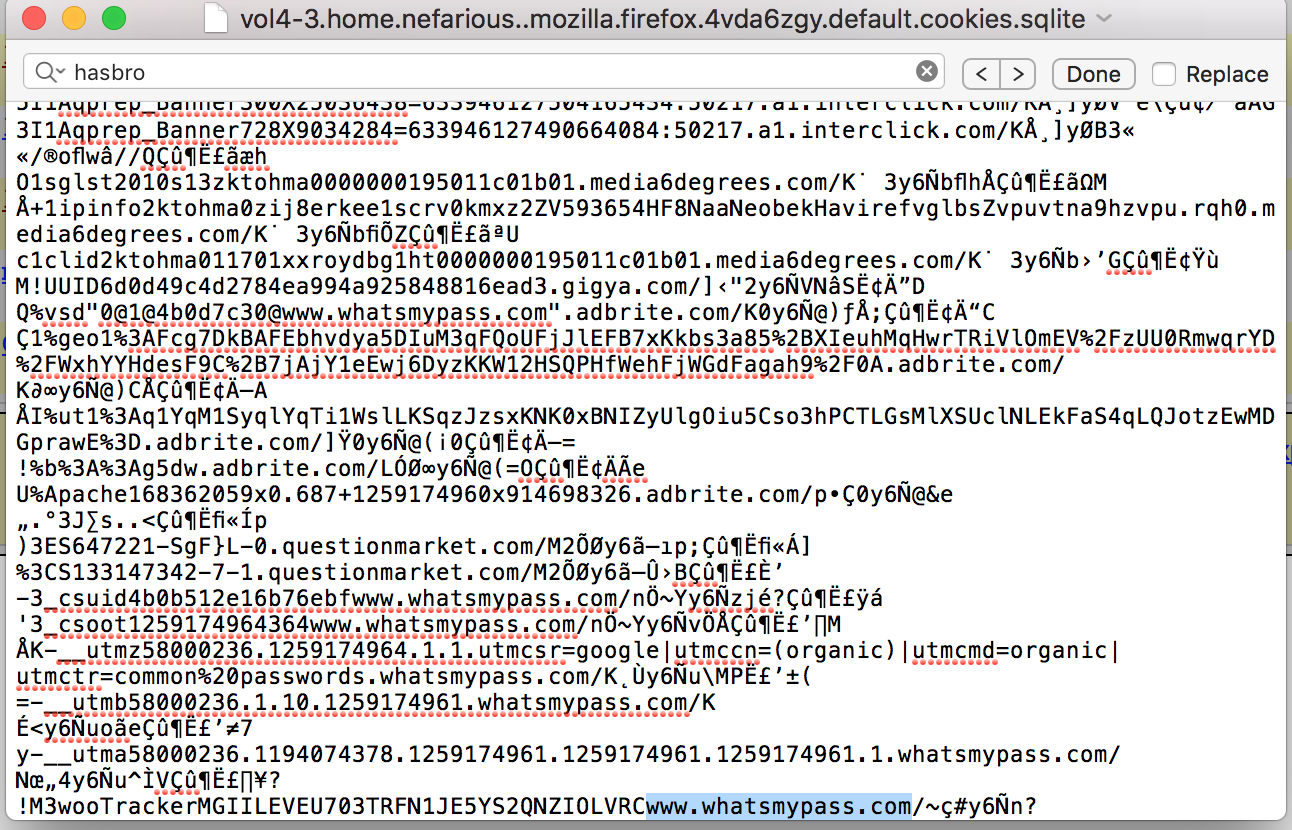 vol4-3.home.nefarious..mozilla.firefox.4vda6zgy.default.cookies.sqlite
hasbro
Done
Replace
3I1Aqprep_Banner728X9034284=633946127490664084:50217.a1.interclick.com/KÅ¸]yØB3«
«/®oflwâ//QÇû¶Ë£ãæh
O1sglst2010s13zktohma0000000195011c01b01.media6degrees.com/K˙ 3y6ÑbflhÅÇû¶Ë£ãΩM
Å+1ipinfo2ktohma0zij8erkee1scrv0kmxz2ZV593654HF8NaaNeobekHavirefvglbsZvpuvtna9hzvpu.rqh0.m
edia6degrees.com/K˙ 3y6ÑbfiÕZÇû¶Ë£ãªU
c1clid2ktohma011701xxroydbg1ht0000000195011c01b01.media6degrees.com/K˙ 3y6Ñb›’GÇû¶Ë¢Ÿù
M!UUID6d0d49c4d2784ea994a925848816ead3.gigya.com/]‹"2y6ÑVNâSË¢Ä”D
Q%vsd"0@1@4b0d7c30@www.whatsmypass.com".adbrite.com/K0y6Ñ@)ƒÅ;Çû¶Ë¢Ä“C
Ç1%geo1%3AFcg7DkBAFEbhvdya5DIuM3qFQoUFjJlEFB7xKkbs3a85%2BXIeuhMqHwrTRiVlOmEV%2FzUU0RmwqrYD
%2FWxhYYHdesF9C%2B7jAjY1eEwj6DyzKKW12HSQPHfWehFjWGdFagah9%2F0A.adbrite.com/
K∂∞y6Ñ@)CÅÇû¶Ë¢Ä—A
ÅI%ut1%3Aq1YqM1SyqlYqTi1WslLKSqzJzsxKNK0xBNIZyUlgOiu5Cso3hPCTLGsMlXSUclNLEkFaS4qLQJotzEwMD
GprawE%3D.adbrite.com/]Ÿ0y6Ñ@(¡0Çû¶Ë¢Ä–=
!%b%3A%3Ag5dw.adbrite.com/LÓØ∞y6Ñ@(=OÇû¶Ë¢ÄÃe
U%Apache168362059x0.687+1259174960x914698326.adbrite.com/p•Ç0y6Ñ@&e
„.°3J∑s..<Çû¶Ëfi«Íp
)3ES647221-SgF}L-0.questionmarket.com/M2ÕØy6ã—ıp;Çû¶Ëfi«Á]
%3CS133147342-7-1.questionmarket.com/M2ÕØy6ã—Û›BÇû¶Ë£È’
-3_csuid4b0b512e16b76ebfwww.whatsmypass.com/nÖ~Yy6Ñzjé?Çû¶Ë£ÿá
'3_csoot1259174964364www.whatsmypass.com/nÖ~Yy6ÑvÖÅÇû¶Ë£’∏M
ÅK-__utmz58000236.1259174964.1.1.utmcsr=google|utmccn=(organic)|utmcmd=organic|
utmctr=common%20passwords.whatsmypass.com/K˛Ùy6Ñu\MPË£’±(
=-__utmb58000236.1.10.1259174961.whatsmypass.com/K
É<y6ÑuoãeÇû¶Ë£’≠7
y-__utma58000236.1194074378.1259174961.1259174961.1259174961.1.whatsmypass.com/
Nœ„4y6Ñu^ÌVÇû¶Ë£∏¥?
!M3wooTrackerMGIILEVEU703TRFN1JE5YS2QNZIOLVRCwww.whatsmypass.com/~ç#y6Ñn?